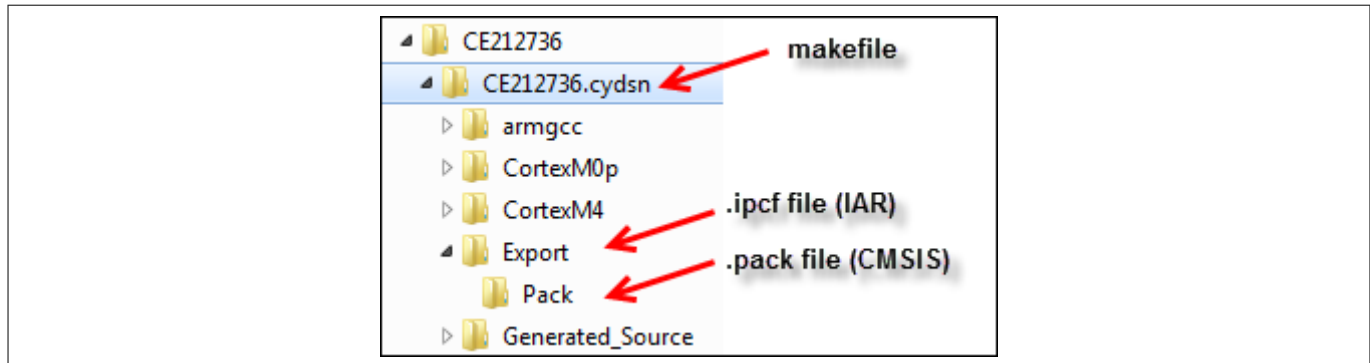 CE212736
makefile
CE212736.cydsn
armgcc
CortexM0p
CortexM4
.ipcf file (IAR)
Export
.pack file (CMSIS)
Pack
Generated_Source